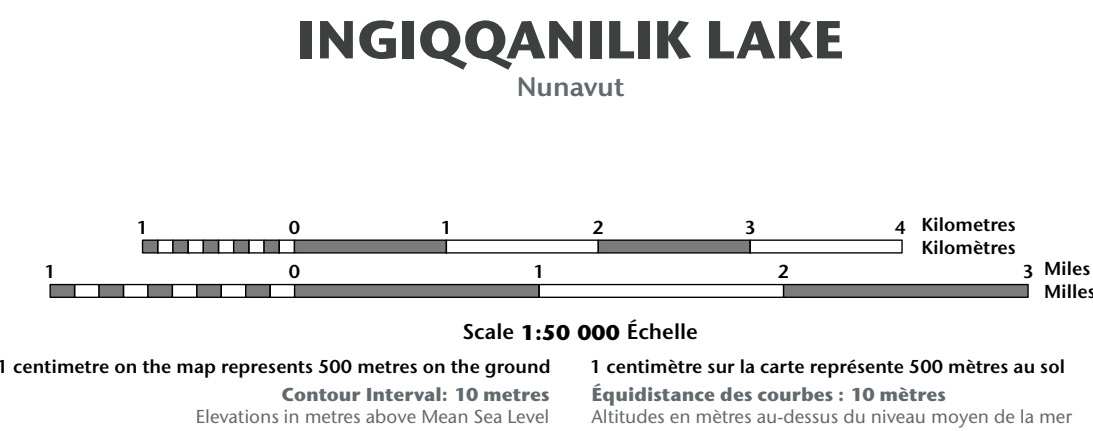 INGIQQANILIK LAKE
Nunavut
1 0 1 2 3 4 Kilometres
Kilomètres
1 0 1 2 3 Miles
Milles
Scale 1:50 000 Échelle
1 centimetre on the map represents 500 metres on the ground
1 centimètre sur la carte représente 500 mètres au sol
Contour Interval: 10 metres
Équidistance des courbes : 10 mètres
Elevations in metres above Mean Sea Level
Altitudes en mètres au-dessus du niveau moyen de la mer